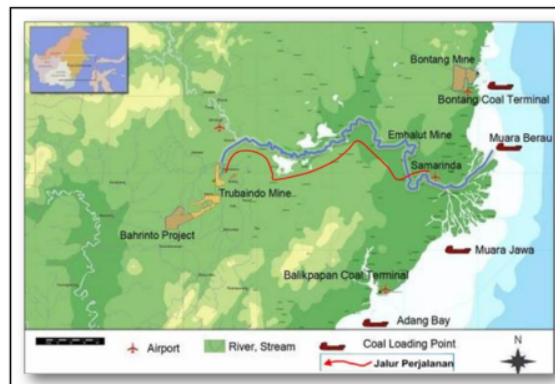 Bontang Mine
Bontang Coal Terminal
Emhalut Mine
Muara Berau
Samarinda
Trubaindo Mine
Bahrinto Project
Muara Jawa
Balikpapan Coal Terminal
Adang Bay
Airport
River, Stream
Coal Loading Point
Jalur Perjalanan
N